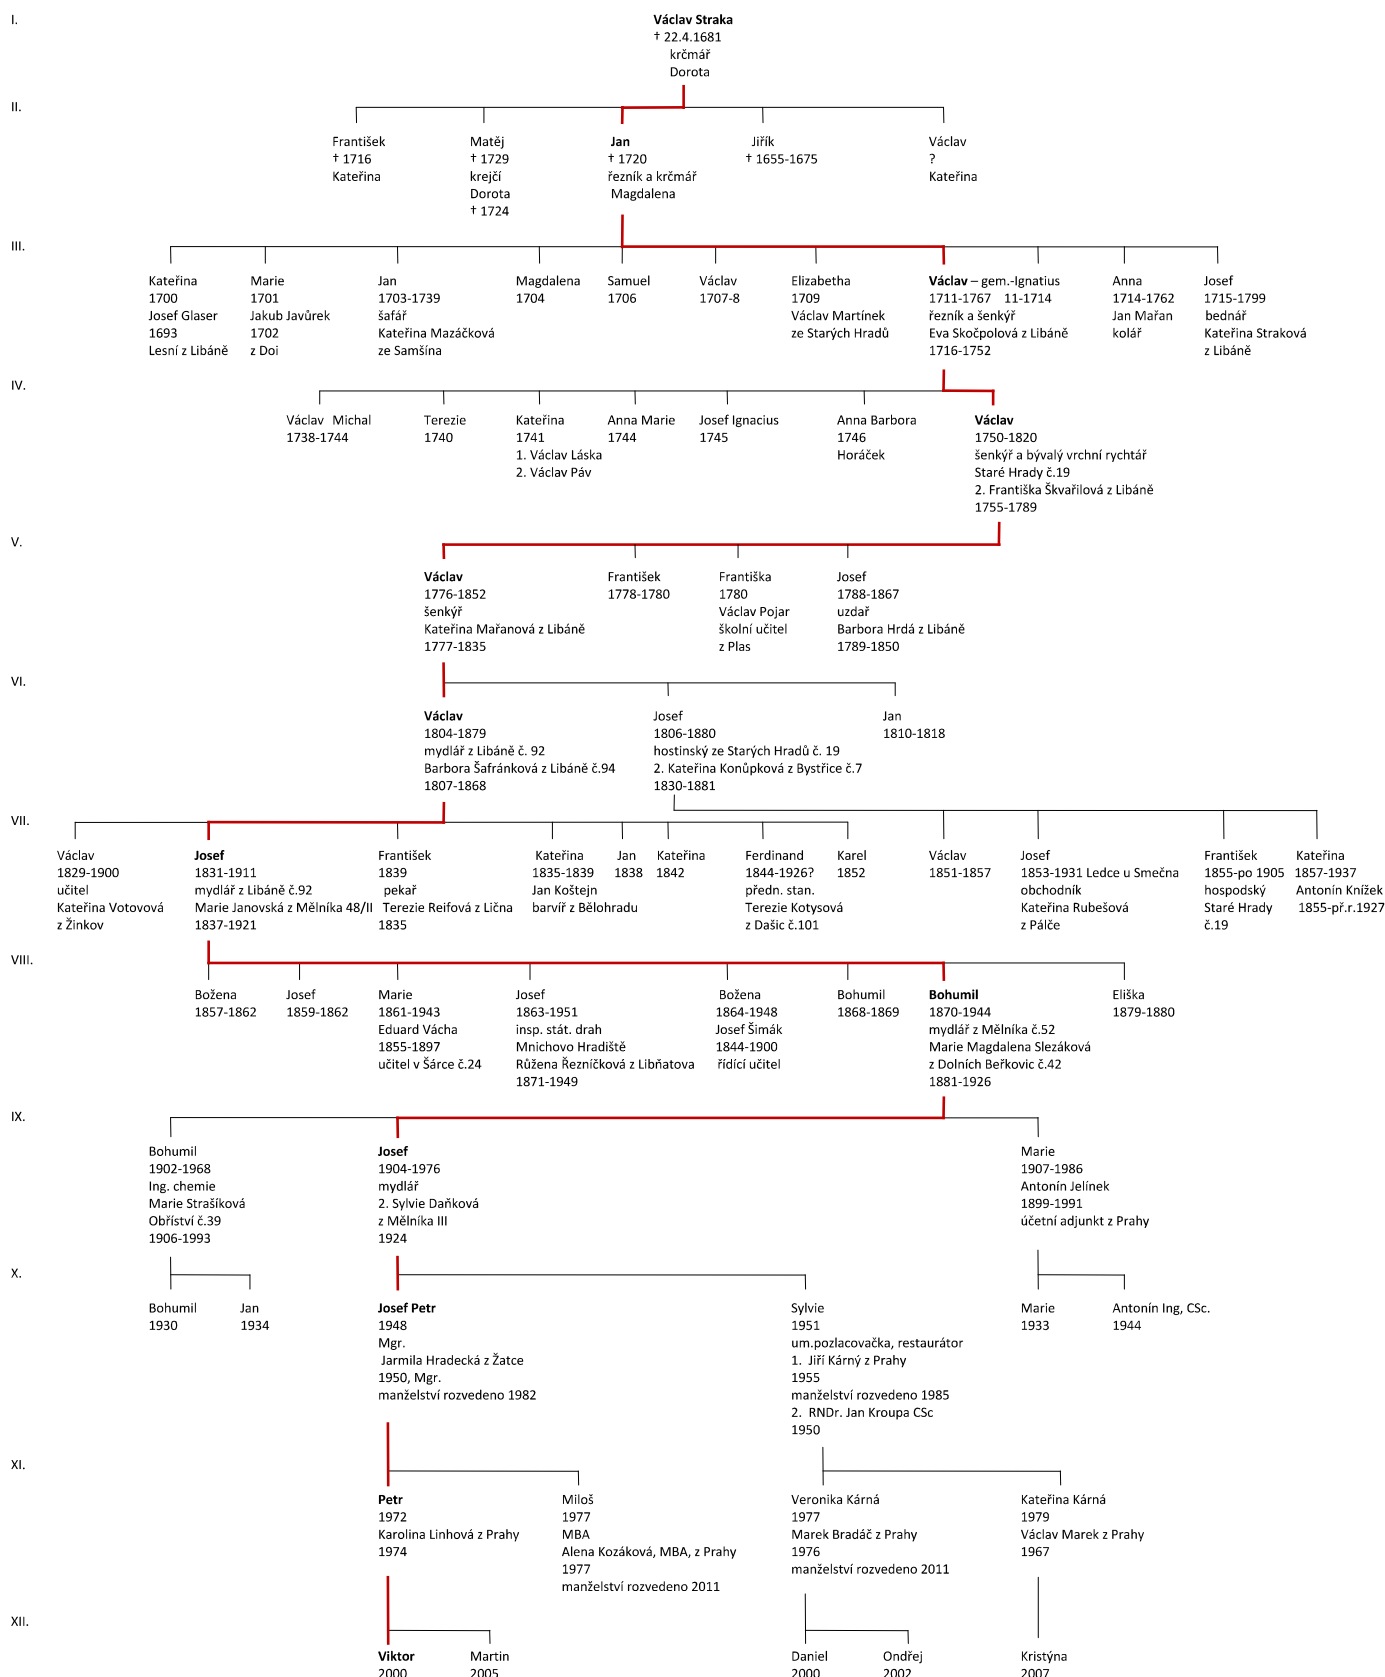 I.
Václav Straka
† 22.4.1681
krčmář
Dorota
II.
František
† 1716
Kateřina
Matěj
† 1729
krejčí
Dorota
† 1724
Jan
† 1720
řezník a krčmář
Magdalena
Jiřík
† 1655-1675
Václav
?
Kateřina
III.
Kateřina
1700
Josef Glaser
1693
Lesní z Libáně
Marie
1701
Jakub Javůrek
1702
z Doi
Jan
1703-1739
šafář
Kateřina Mazáčková
ze Samšína
Magdalena
1704
Samuel
1706
Václav
1707-8
Elizabetha
1709
Václav Martínek
ze Starých Hradů
Václav – gem.-Ignatius
1711-1767 11-1714
řezník a šenkýř
Eva Skočpolová z Libáně
1716-1752
Anna
1714-1762
Jan Mařan
kolář
Josef
1715-1799
bednář
Kateřina Straková
z Libáně
IV.
Václav Michal
1738-1744
Terezie
1740
Kateřina
1741
1. Václav Láska
2. Václav Páv
Anna Marie
1744
Josef Ignacius
1745
Anna Barbora
1746
Horáček
Václav
1750-1820
šenkýř a bývalý vrchní rychtář
Staré Hrady č.19
2. Františka Škvařilová z Libáně
1755-1789
V.
Václav
1776-1852
šenkýř
Kateřina Mařanová z Libáně
1777-1835
František
1778-1780
Františka
1780
Václav Pojar
školní učitel
z Plas
Josef
1788-1867
uzdař
Barbora Hrdá z Libáně
1789-1850
VI.
Václav
1804-1879
mydlář z Libáně č. 92
Barbora Šafránková z Libáně č.94
1807-1868
Josef
1806-1880
hostinský ze Starých Hradů č. 19
2. Kateřina Konůpková z Bystřice č.7
1830-1881
Jan
1810-1818
VII.
Václav
1829-1900
učitel
Kateřina Votovová
z Žinkov
Josef
1831-1911
mydlář z Libáně č.92
Marie Janovská z Mělníka 48/II
1837-1921
František
1839
pekař
Terezie Reifová z Lična
1835
Kateřina
1835-1839
Jan Koštejn
barvíř z Bělohradu
Jan
1838
Kateřina
1842
Ferdinand
1844-1926?
předn. stan.
Terezie Kotysová
z Dašic č.101
Karel
1852
Václav
1851-1857
Josef
1853-1931 Ledce u Smečna
obchodník
Kateřina Rubešová
z Pálče
František
1855-po 1905
hospodský
Staré Hrady
č.19
Kateřina
1857-1937
Antonín Knížek
1855-př.r.1927
VIII.
Božena
1857-1862
Josef
1859-1862
Marie
1861-1943
Eduard Vácha
1855-1897
učitel v Šárce č.24
Josef
1863-1951
insp. stát. drah
Mnichovo Hradiště
Růžena Řezníčková z Libňatova
1871-1949
Božena
1864-1948
Josef Šimák
1844-1900
řídící učitel
Bohumil
1868-1869
Bohumil
1870-1944
mydlář z Mělníka č.52
Marie Magdalena Slezáková
z Dolních Beřkovic č.42
1881-1926
Eliška
1879-1880
IX.
Bohumil
1902-1968
Ing. chemie
Marie Strašíková
Obříství č.39
1906-1993
Josef
1904-1976
mydlář
2. Sylvie Daňková
z Mělníka III
1924
Marie
1907-1986
Antonín Jelínek
1899-1991
účetní adjunkt z Prahy
X.
Bohumil
1930
Jan
1934
Josef Petr
1948
Mgr.
Jarmila Hradecká z Žatce
1950, Mgr.
manželství rozvedeno 1982
Sylvie
1951
um.pozlacovačka, restaurátor
1. Jiří Kárný z Prahy
1955
manželství rozvedeno 1985
2. RNDr. Jan Kroupa CSc
1950
Marie
1933
Antonín Ing, CSc.
1944
XI.
Petr
1972
Karolina Linhová z Prahy
1974
Miloš
1977
MBA
Alena Kozáková, MBA, z Prahy
1977
manželství rozvedeno 2011
Veronika Kárná
1977
Marek Bradáč z Prahy
1976
manželství rozvedeno 2011
Kateřina Kárná
1979
Václav Marek z Prahy
1967
XII.
Viktor
2000
Martin
2005
Daniel
2000
Ondřej
2002
Kristýna
2007